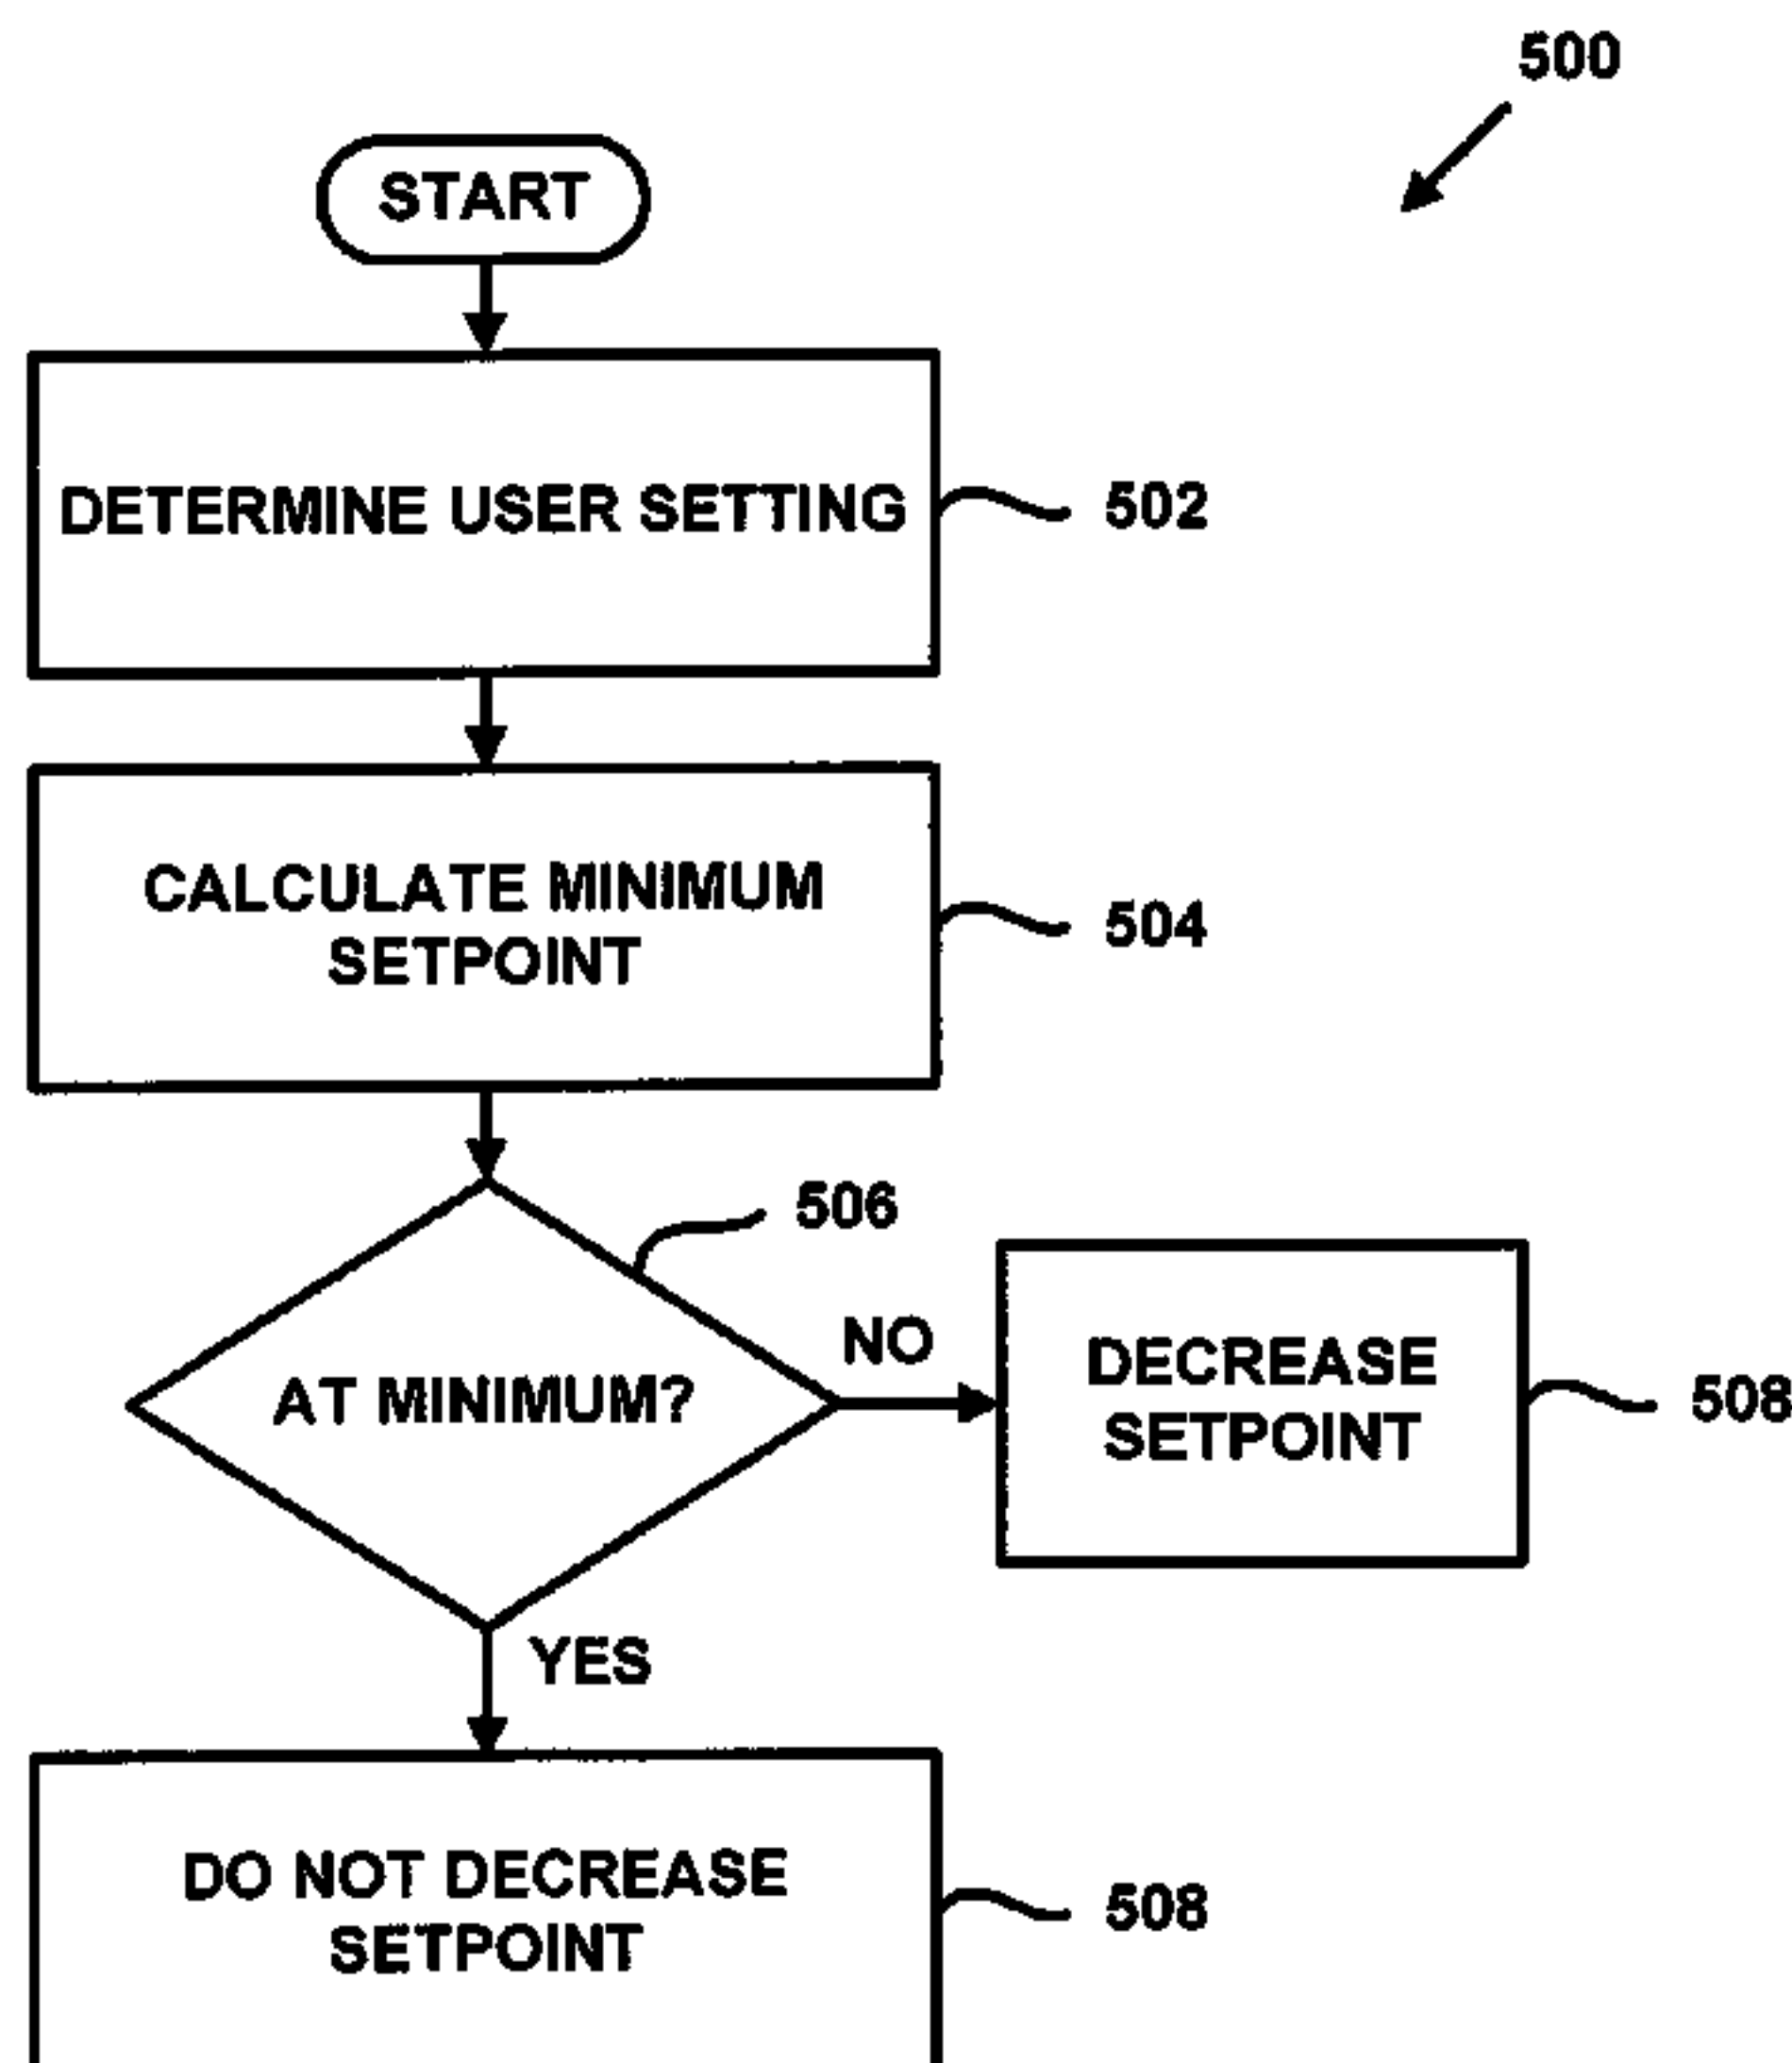 500
START
DETERMINE USER SETTING
502
CALCULATE MINIMUM
SETPOINT
504
506
AT MINIMUM?
NO
DECREASE
SETPOINT
508
YES
DO NOT DECREASE
SETPOINT
508